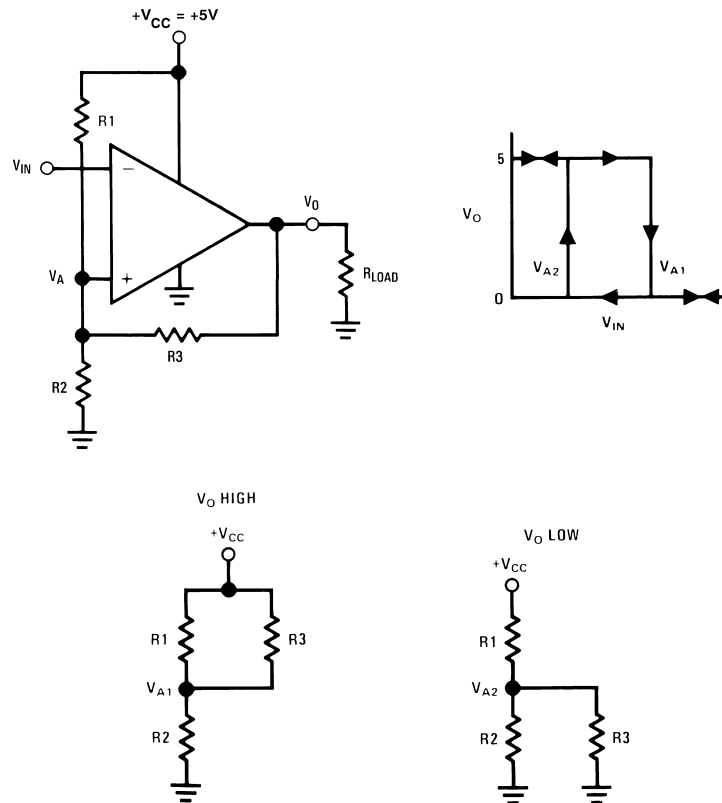 +VCC = +5V
R1
VIN
−
VO
VA
+
RLOAD
R3
R2
5
VO
VA2
VA1
0
VIN
VO HIGH
+VCC
R1
R3
VA1
R2
VO LOW
+VCC
R1
VA2
R2
R3